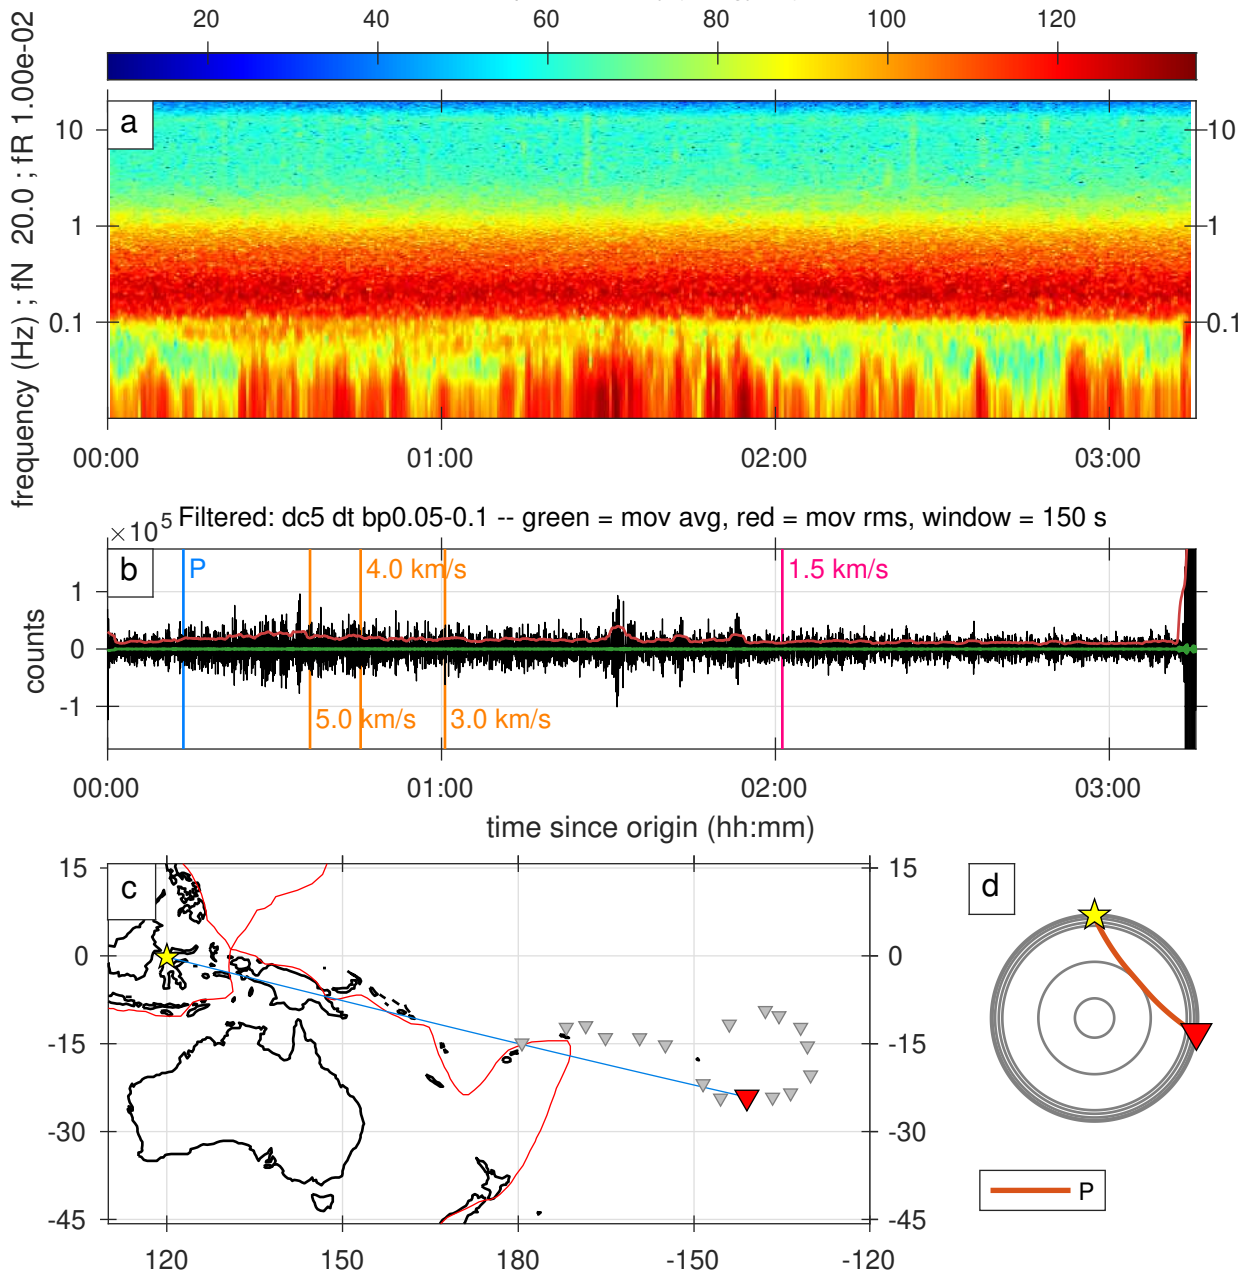 20 40 60 80 100 120
frequency (Hz) ; fN 20.0 ; fR 1.00e-02
a
10 10
1 1
0.1 0.1
00:00 01:00 02:00 03:00
×10 5 Filtered: dc5 dt bp0.05-0.1 -- green = mov avg, red = mov rms, window = 150 s
b
P 4.0 km/s 1.5 km/s
counts
1
0
-1
5.0 km/s 3.0 km/s
00:00 01:00 02:00 03:00
time since origin (hh:mm)
c
d
15 15
0 0
-15 -15
-30 -30
-45 -45
120 150 180 -150 -120
P